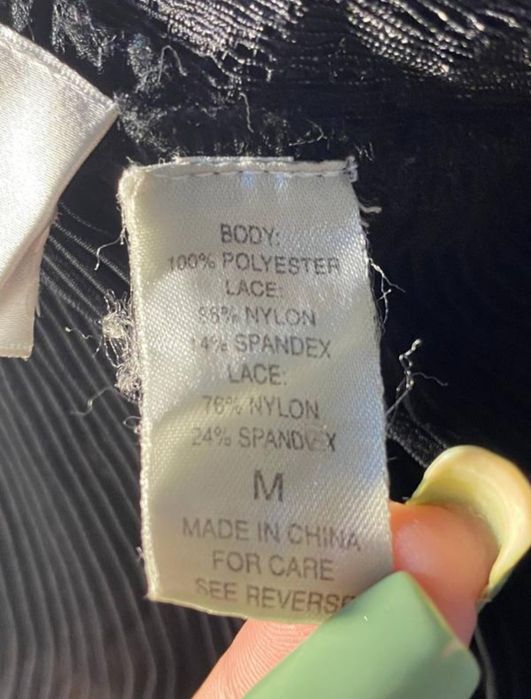 BODY:
100% POLYESTER
LACE:
86% NYLON
14% SPANDEX
LACE:
76% NYLON
24% SPANDEX
M
MADE IN CHINA
FOR CARE
SEE REVERSE